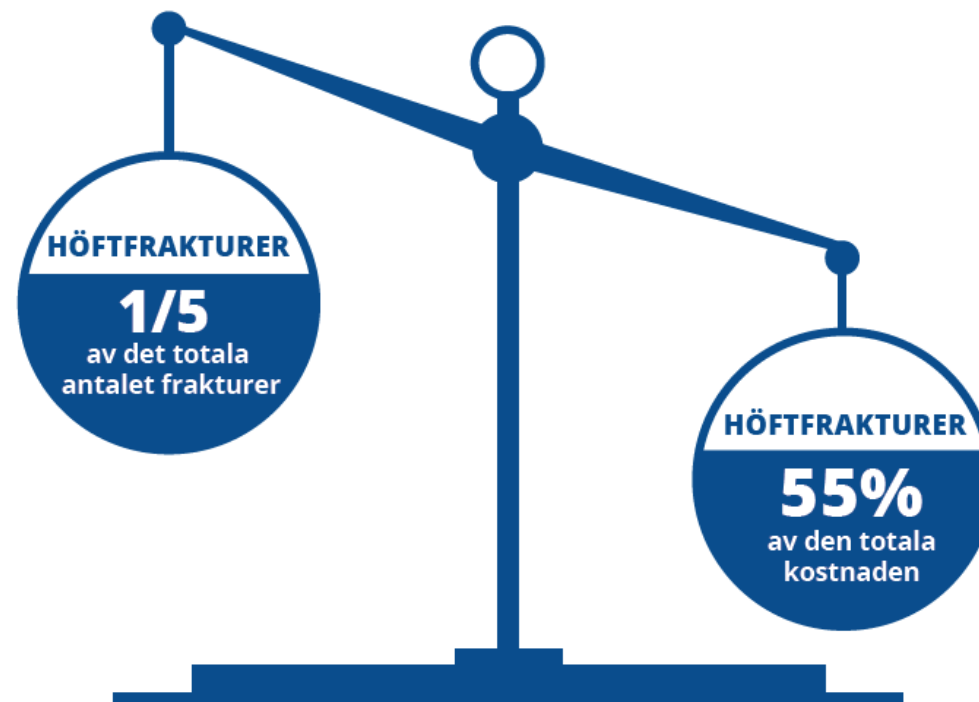 HÖFTFRAKTURER
1/5
av det totala
antalet frakturer
HÖFTFRAKTURER
55%
av den totala
kostnaden